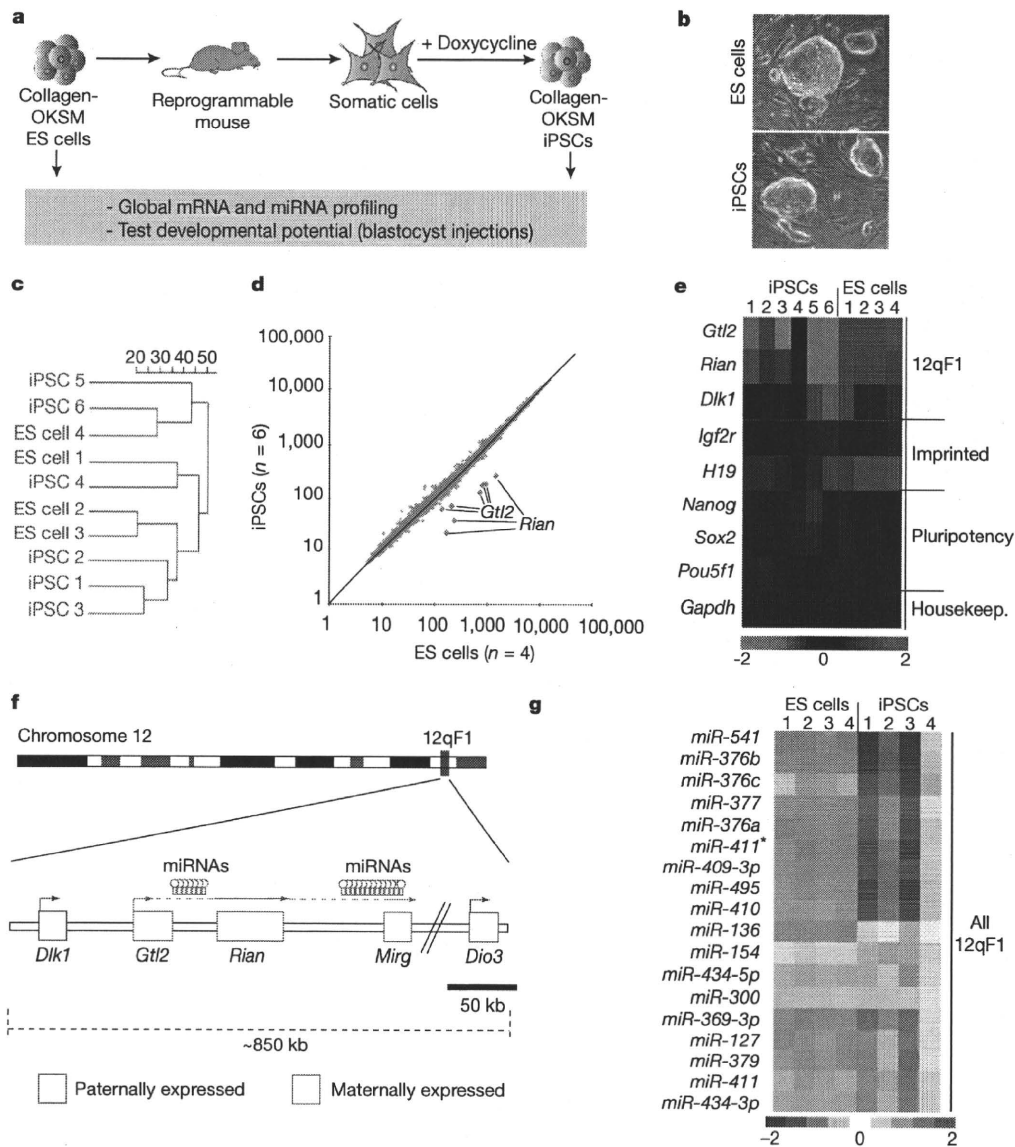 a
+ Doxycycline
Collagen-
OKSM
ES cells
Reprogrammable
mouse
Somatic cells
Collagen-
OKSM
iPSCs
- Global mRNA and miRNA profiling
- Test developmental potential (blastocyst injections)
b
ES cells
iPSCs
c
20 30 40 50
iPSC 5
iPSC 6
ES cell 4
ES cell 1
iPSC 4
ES cell 2
ES cell 3
iPSC 2
iPSC 1
iPSC 3
d
100,000
10,000
1,000
100
10
1
iPSCs (n = 6)
Gtl2
Rian
1 10 100 1,000 10,000 100,000
ES cells (n = 4)
e
iPSCs ES cells
1 2 3 4 5 6 1 2 3 4
Gtl2
Rian
Dlk1
12qF1
Igf2r
H19
Imprinted
Nanog
Sox2
Pou5f1
Pluripotency
Gapdh
Housekeep.
-2 0 2
f
Chromosome 12
12qF1
miRNAs miRNAs
Dlk1 Gtl2 Rian Mirg Dio3
50 kb
~850 kb
Paternally expressed
Maternally expressed
g
ES cells iPSCs
1 2 3 4 1 2 3 4
miR-541
miR-376b
miR-376c
miR-377
miR-376a
miR-411*
miR-409-3p
miR-495
miR-410
miR-136
miR-154
miR-434-5p
miR-300
miR-369-3p
miR-127
miR-379
miR-411
miR-434-3p
All
12qF1
-2 0 2